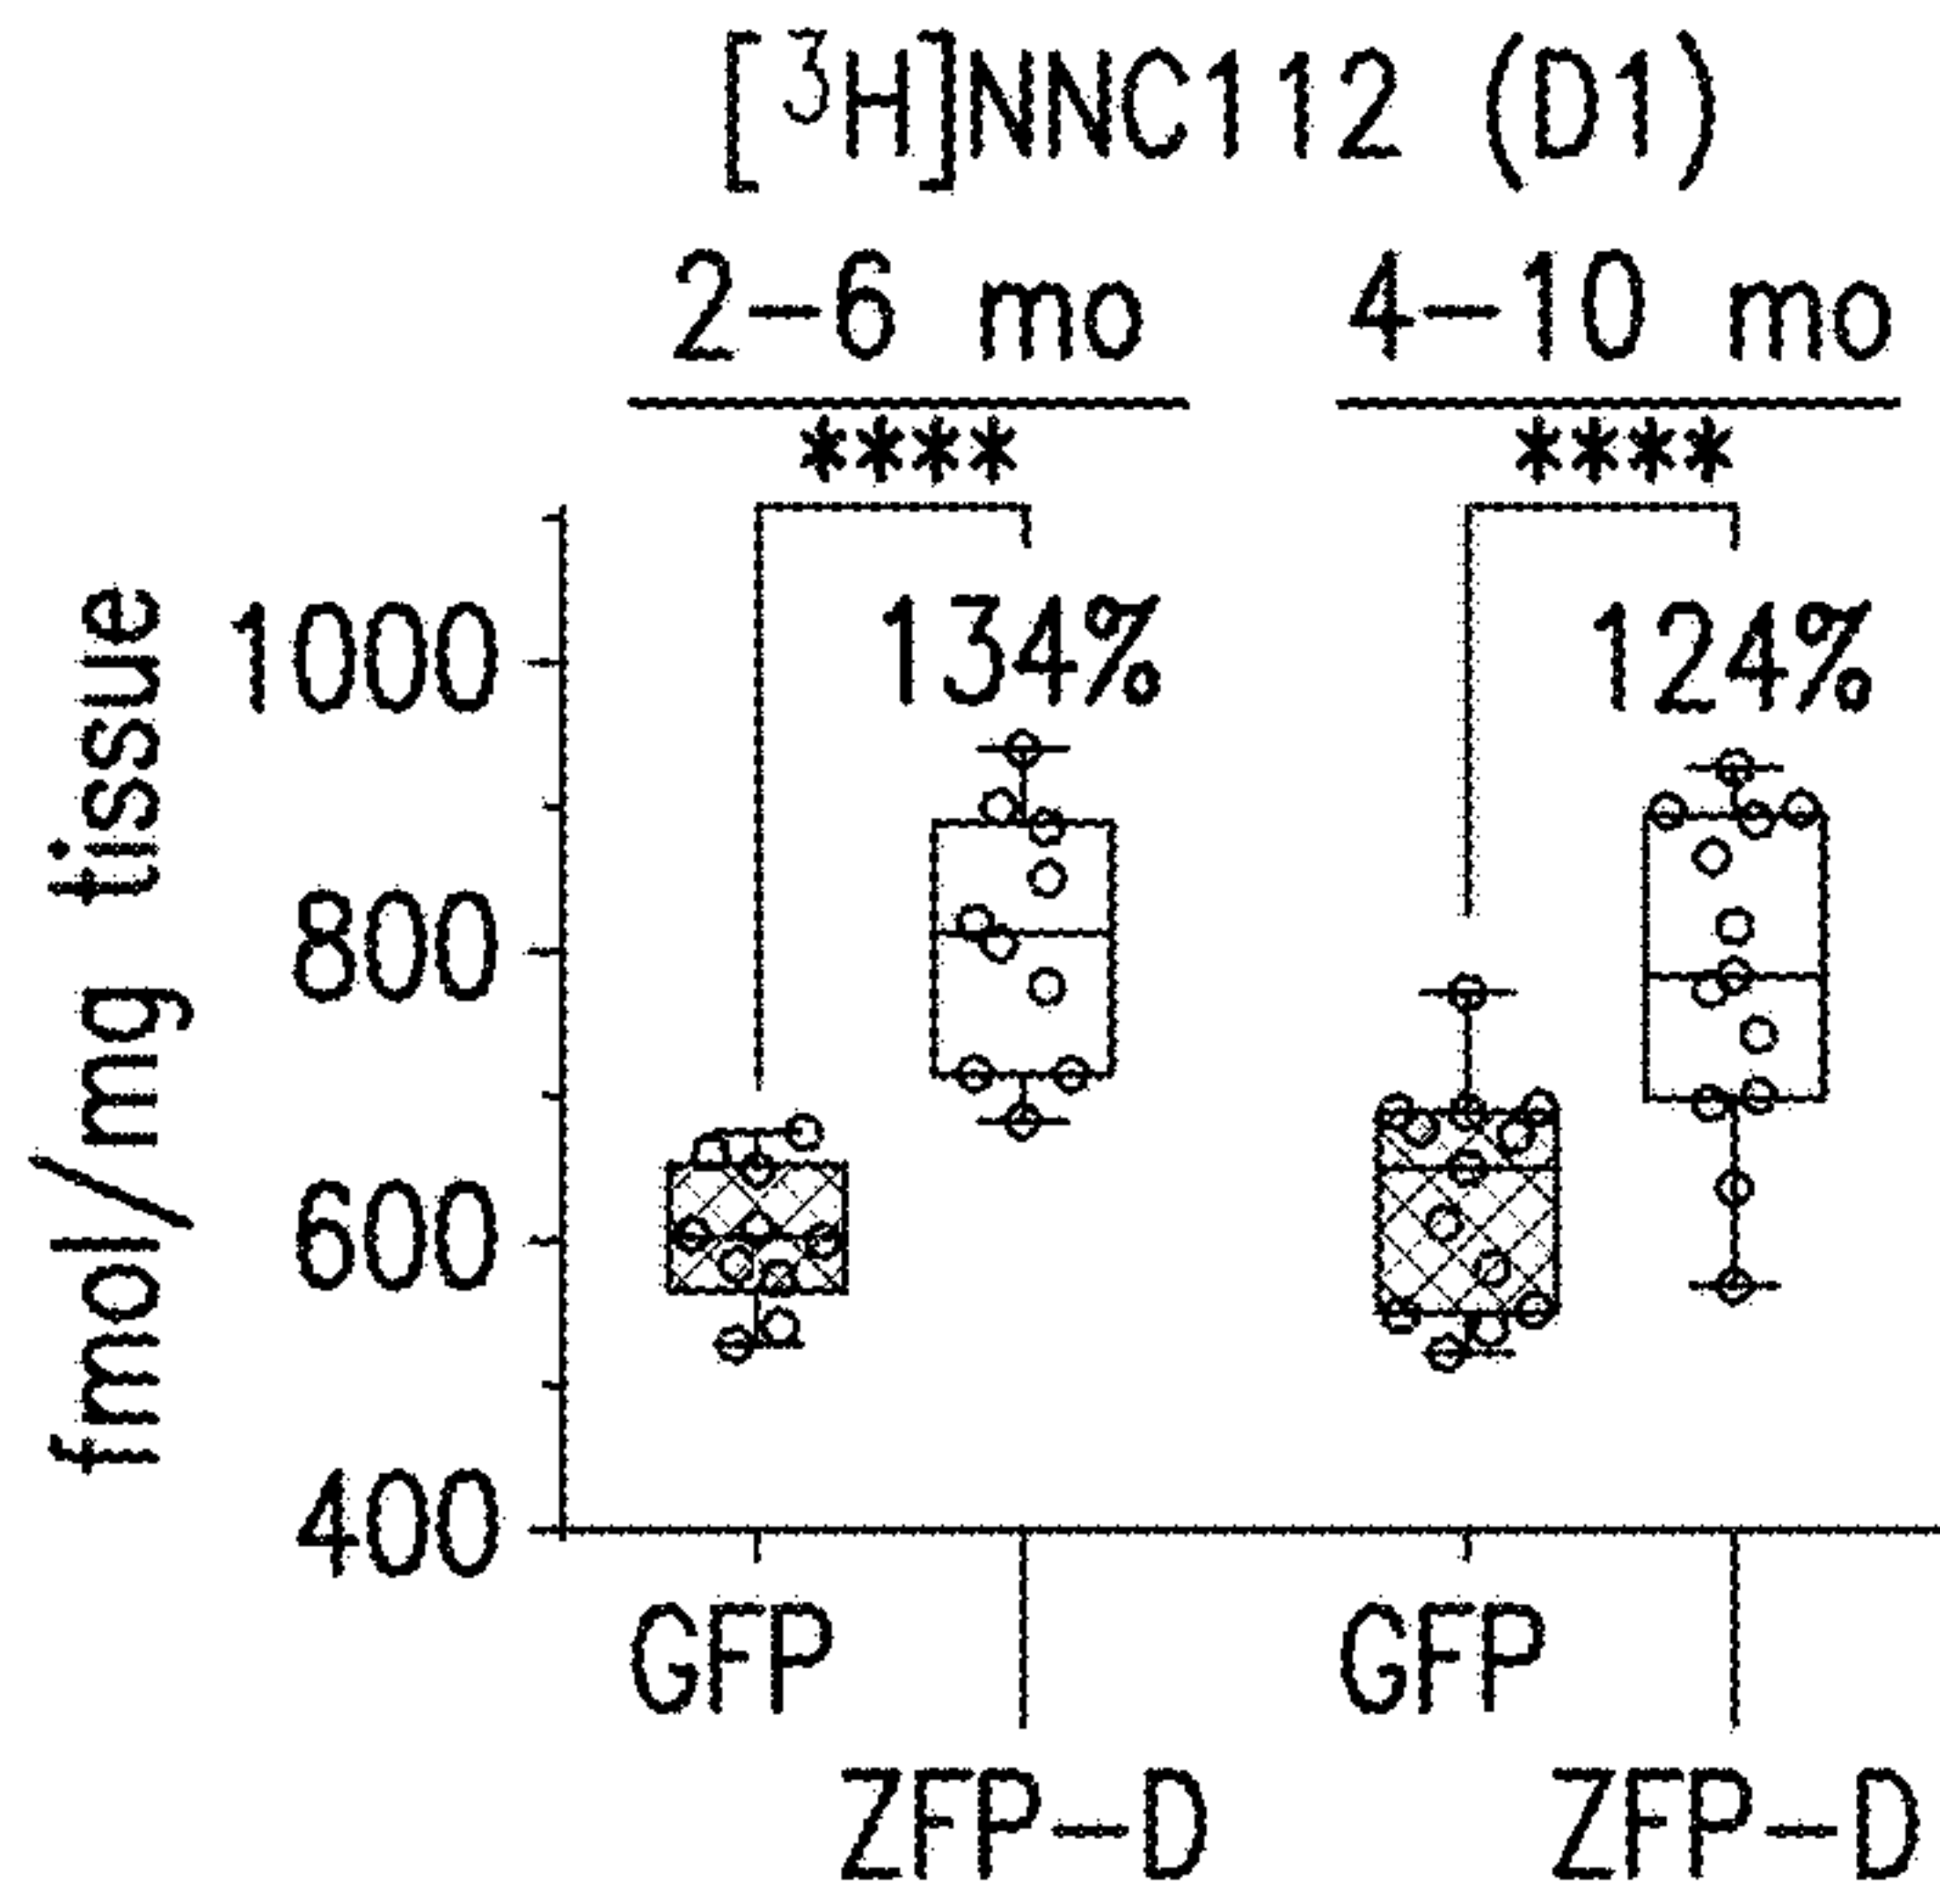 [³H]NNC112 (D1)
2-6 mo 4-10 mo
**** ****
134% 124%
fmol/mg tissue
1000
800
600
400
GFP GFP
ZFP-D ZFP-D